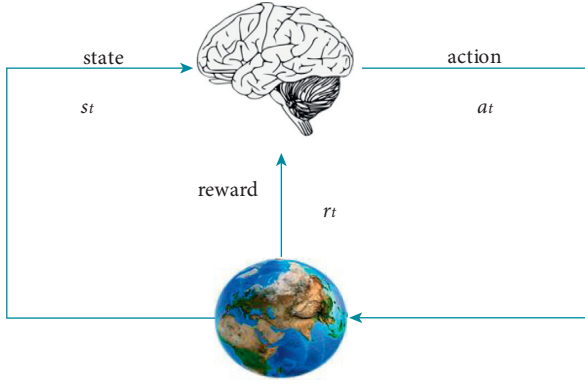 state
action
st
at
reward
rt